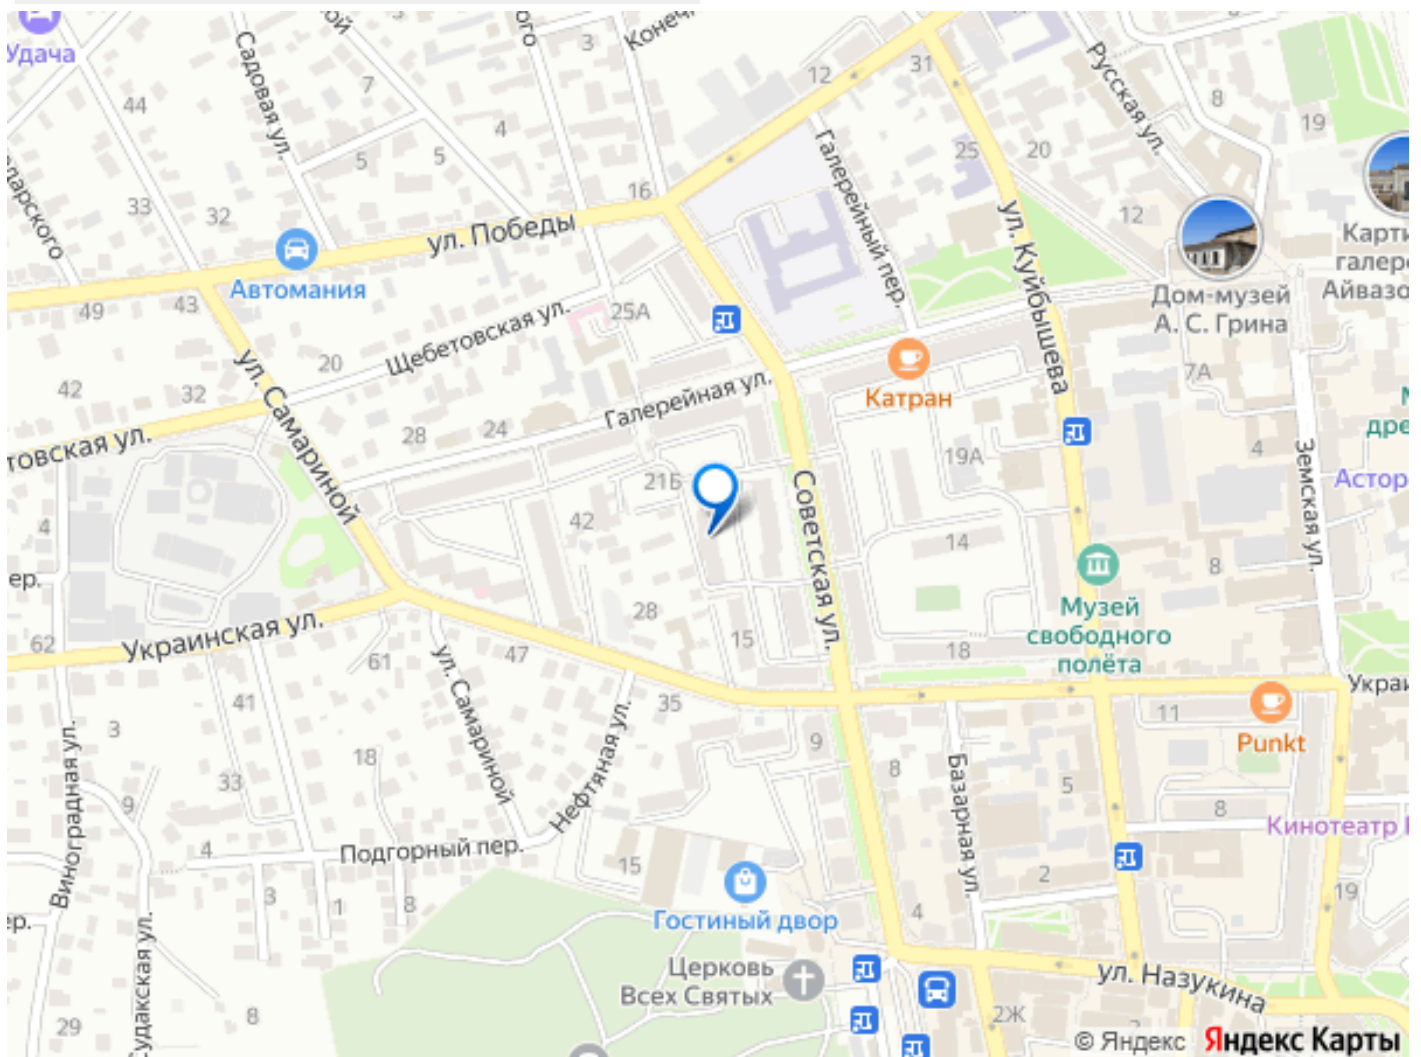 Удача
44
33
32
Садовая ул.
7
5
5
4
3
16
12
31
Русская ул.
8
19
20
25
12
Галерейный пер.
ул. Куйбышева
ул. Победы
Автомания
49
43
42
32
20
25А
Щебетовская ул.
Дом-музей
А. С. Грина
7А
Катран
Галерейная ул.
28
24
ул. Самариной
21Б
42
19А
14
4
Земская ул.
Советская ул.
8
Музей
свободного
полёта
4
62
Украинская ул.
61
47
28
15
18
35
ул. Самариной
41
3
33
18
9
Нефтяная ул.
9
8
Базарная ул.
5
11
Punkt
8
Виноградная ул.
4
Подгорный пер.
3
1
8
15
Гостиный двор
2
4
19
Церковь
Всех Святых
ул. Назукина
2Ж
29
8
© Яндекс
Яндекс Карты